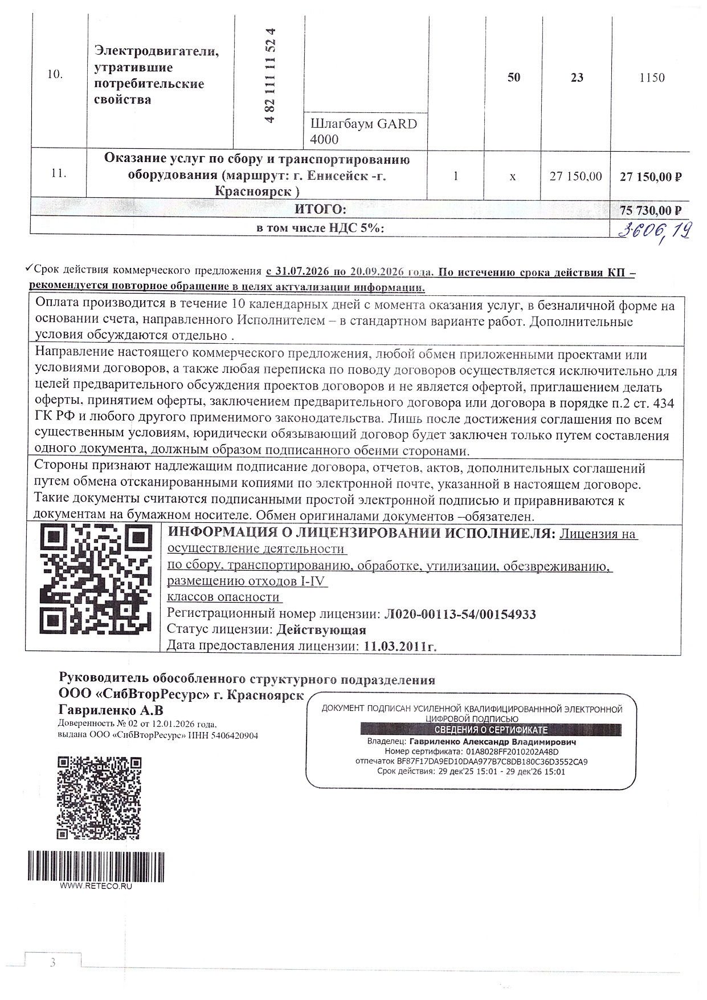 10.
Электродвигатели,
утратившие
потребительские
свойства
4 82 111 11 52 4
50
23
1150
Шлагбаум GARD
4000
11.
Оказание услуг по сбору и транспортированию
оборудования (маршрут: г. Енисейск -г.
Красноярск )
1
х
27 150,00
27 150,00 ₽
ИТОГО:
75 730,00 ₽
в том числе НДС 5%:
3606,19
✓Срок действия коммерческого предложения с 31.07.2026 по 20.09.2026 года. По истечению срока действия КП –
рекомендуется повторное обращение в целях актуализации информации.
Оплата производится в течение 10 календарных дней с момента оказания услуг, в безналичной форме на
основании счета, направленного Исполнителем – в стандартном варианте работ. Дополнительные
условия обсуждаются отдельно .
Направление настоящего коммерческого предложения, любой обмен приложенными проектами или
условиями договоров, а также любая переписка по поводу договоров осуществляется исключительно для
целей предварительного обсуждения проектов договоров и не является офертой, приглашением делать
оферты, принятием оферты, заключением предварительного договора или договора в порядке п.2 ст. 434
ГК РФ и любого другого применимого законодательства. Лишь после достижения соглашения по всем
существенным условиям, юридически обязывающий договор будет заключен только путем составления
одного документа, должным образом подписанного обеими сторонами.
Стороны признают надлежащим подписание договора, отчетов, актов, дополнительных соглашений
путем обмена отсканированными копиями по электронной почте, указанной в настоящем договоре.
Такие документы считаются подписанными простой электронной подписью и приравниваются к
документам на бумажном носителе. Обмен оригиналами документов –обязателен.
ИНФОРМАЦИЯ О ЛИЦЕНЗИРОВАНИИ ИСПОЛНИЕЛЯ: Лицензия на
осуществление деятельности
по сбору, транспортированию, обработке, утилизации, обезвреживанию,
размещению отходов I-IV
классов опасности
Регистрационный номер лицензии: Л020-00113-54/00154933
Статус лицензии: Действующая
Дата предоставления лицензии: 11.03.2011г.
Руководитель обособленного структурного подразделения
ООО «СибВторРесурс» г. Красноярск
Гавриленко А.В
Доверенность № 02 от 12.01.2026 года,
выдана ООО «СибВторРесурс» ИНН 5406420904
ДОКУМЕНТ ПОДПИСАН УСИЛЕННОЙ КВАЛИФИЦИРОВАНННОЙ ЭЛЕКТРОННОЙ
ЦИФРОВОЙ ПОДПИСЬЮ
СВЕДЕНИЯ О СЕРТИФИКАТЕ
Владелец: Гавриленко Александр Владимирович
Номер сертификата: 01A8028FF2010202A48D
отпечаток BF87F17DA9ED10DAA977B7C8DB180C36D3552CA9
Срок действия: 29 дек'25 15:01 - 29 дек'26 15:01
WWW.RETECO.RU
3